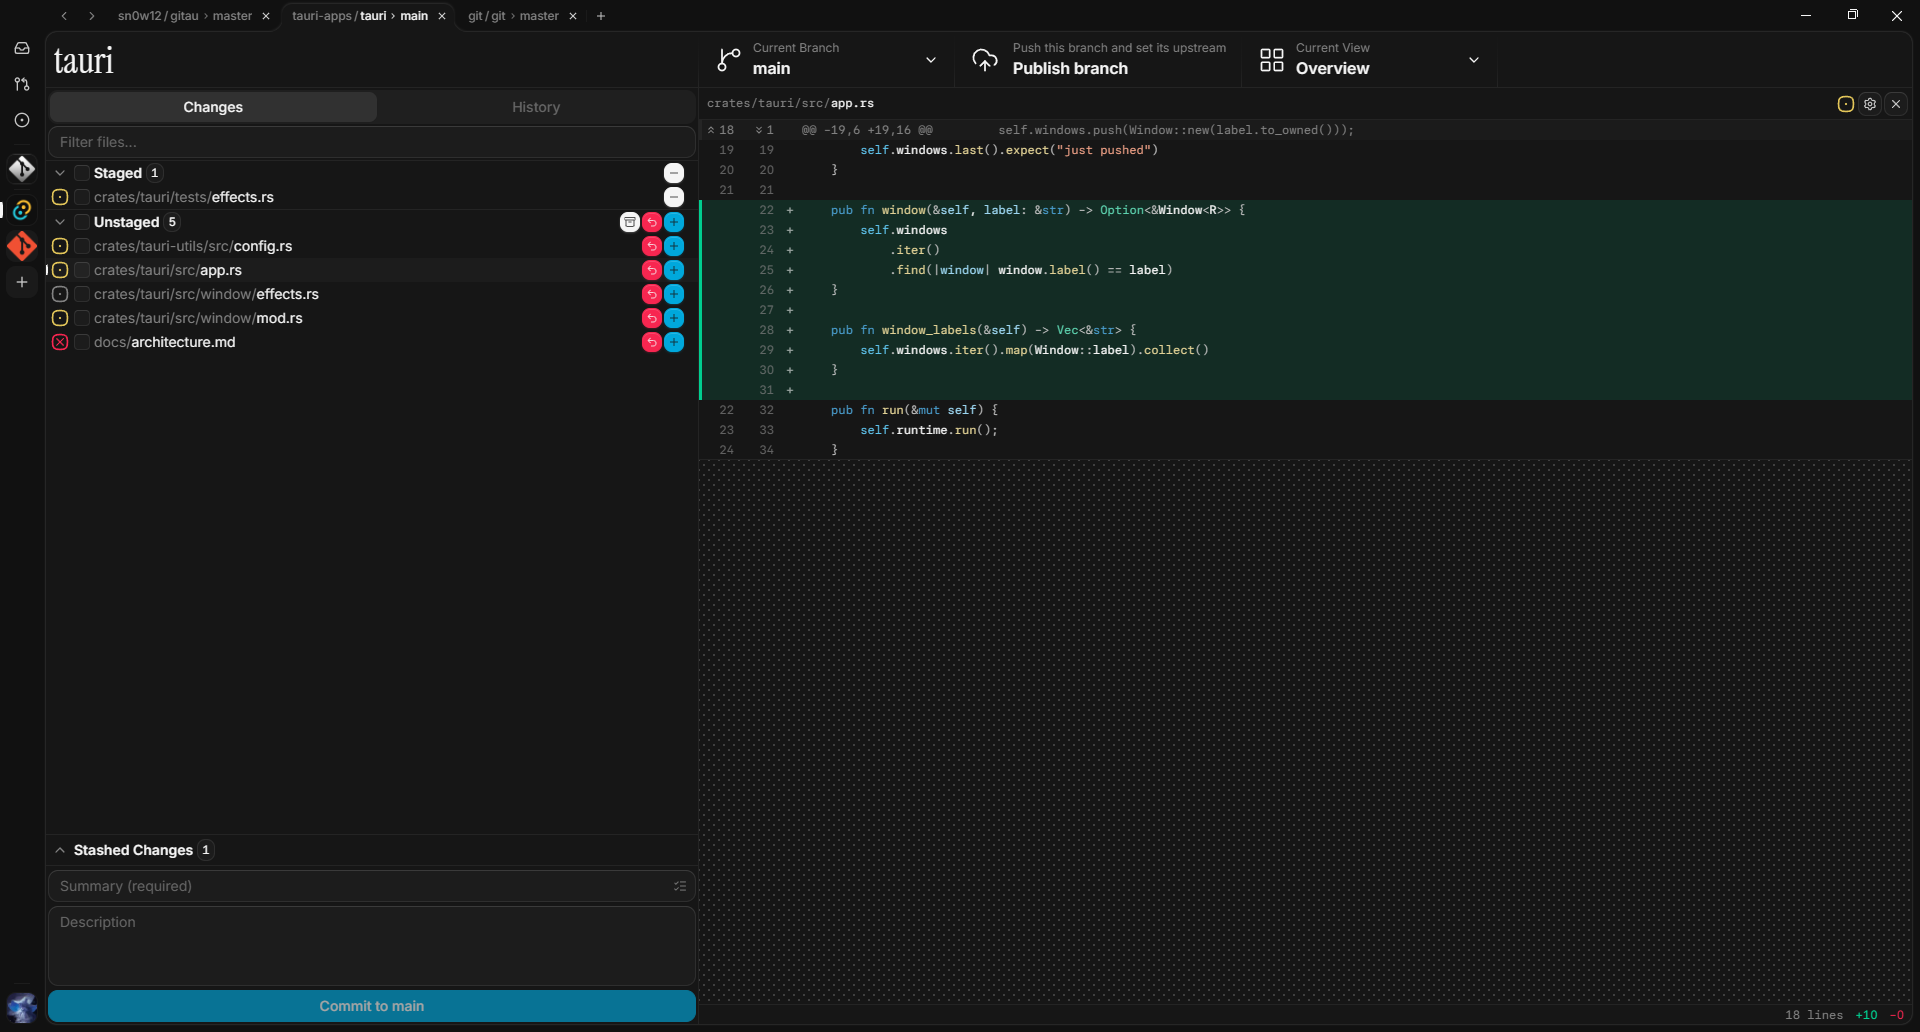 sn0w12 / gitau › master
tauri-apps / tauri › main
git / git › master
tauri
Current Branch
main
Push this branch and set its upstream
Publish branch
Current View
Overview
Changes
History
Filter files...
Staged 1
crates/tauri/tests/effects.rs
Unstaged 5
crates/tauri-utils/src/config.rs
crates/tauri/src/app.rs
crates/tauri/src/window/effects.rs
crates/tauri/src/window/mod.rs
docs/architecture.md
Stashed Changes 1
Summary (required)
Description
Commit to main
crates/tauri/src/app.rs
18 1 @@ -19,6 +19,16 @@ self.windows.push(Window::new(label.to_owned()));
19 19 self.windows.last().expect("just pushed")
20 20 }
21 21
22 + pub fn window(&self, label: &str) -> Option<&Window<R>> {
23 + self.windows
24 + .iter()
25 + .find(|window| window.label() == label)
26 + }
27 +
28 + pub fn window_labels(&self) -> Vec<&str> {
29 + self.windows.iter().map(Window::label).collect()
30 + }
31 +
22 32 pub fn run(&mut self) {
23 33 self.runtime.run();
24 34 }
18 lines +10 -0